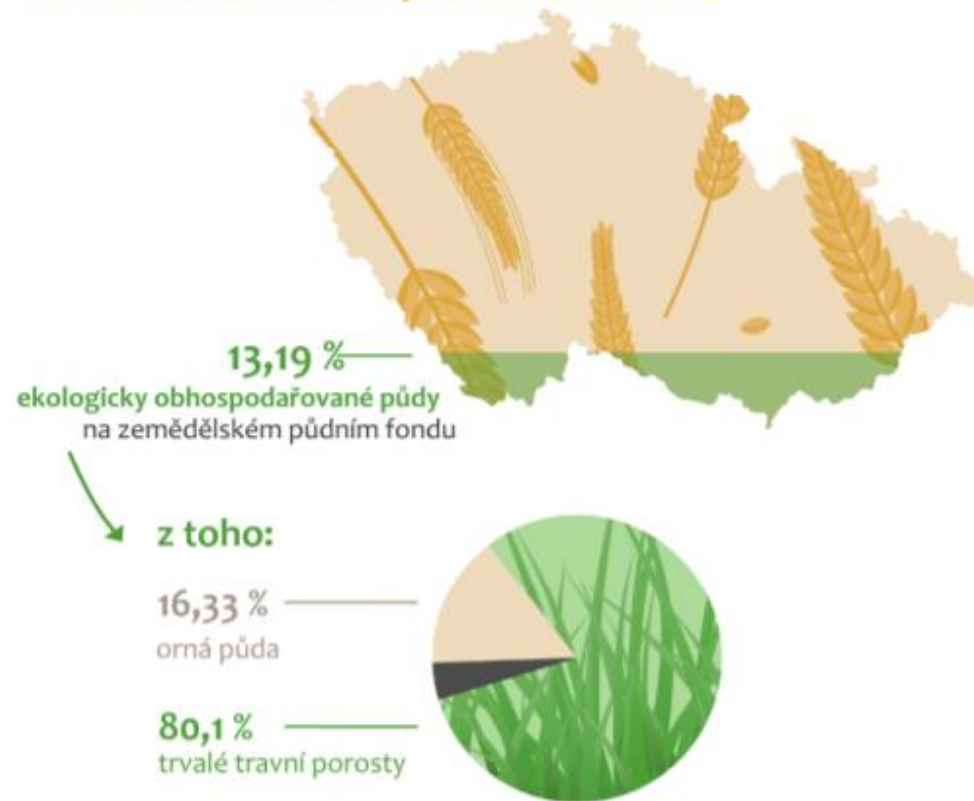 13,19 %
ekologicky obhospodařované půdy
na zemědělském půdním fondu
z toho:
16,33 %
orná půda
80,1 %
trvalé travní porosty